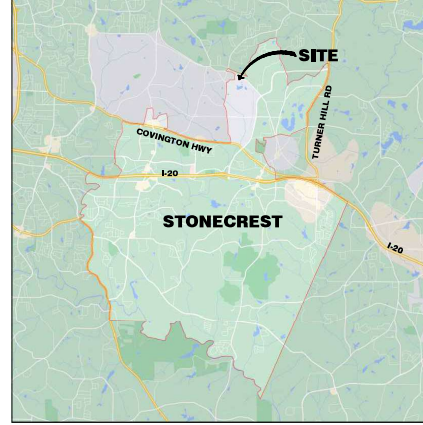 SITE
TURNER HILL RD
COVINGTON HWY
I-20
STONECREST
I-20